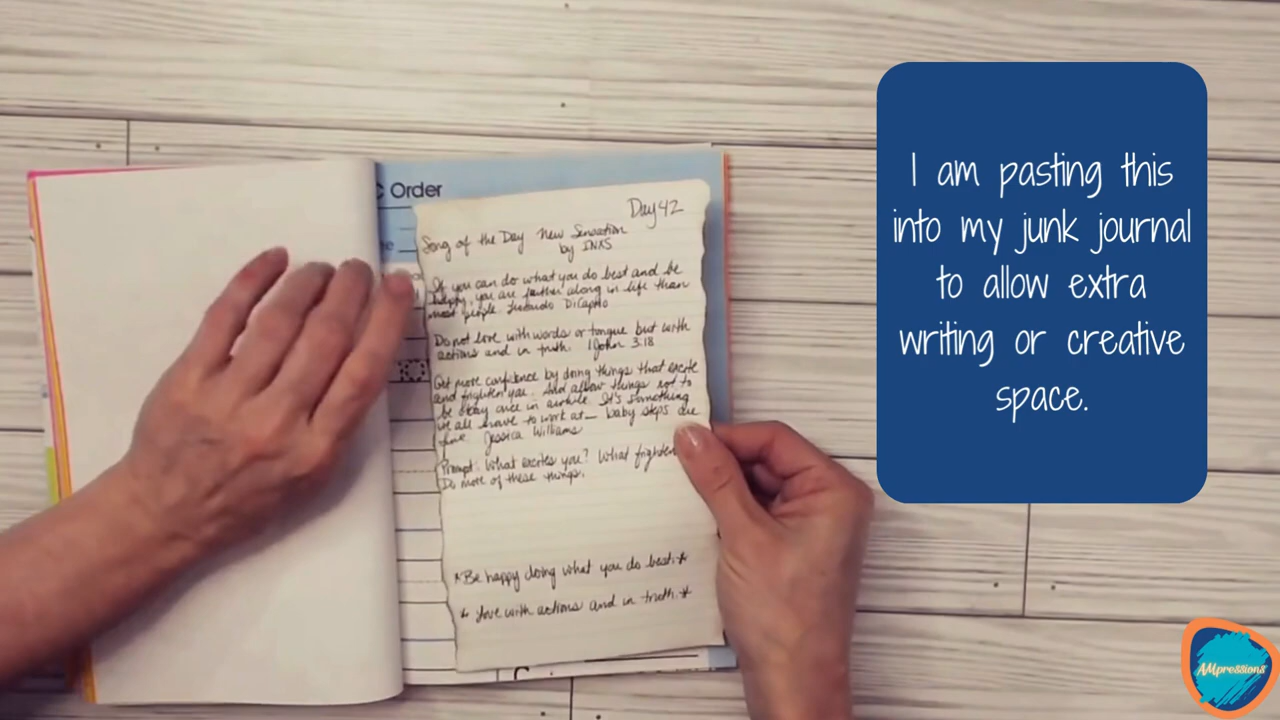 C Order
Day 42
Song of the Day New Sensation
by INXS
If you can do what you do best and be
happy, you are further along in life than
most people Leonardo DiCaprio
Do not love with words or tongue but with
actions and in truth. 1 John 3:18
Get more confidence by doing things that excite
and frighten you. And allow things not to
be okay once in awhile. It's something
we all have to work at — baby steps are
fine. Jessica Williams
Prompt: What excites you? What frighten
Do more of these things.
*Be happy doing what you do best.*
* Love with actions and in truth.*
I am pasting this
into my junk journal
to allow extra
writing or creative
space.
AMpressions